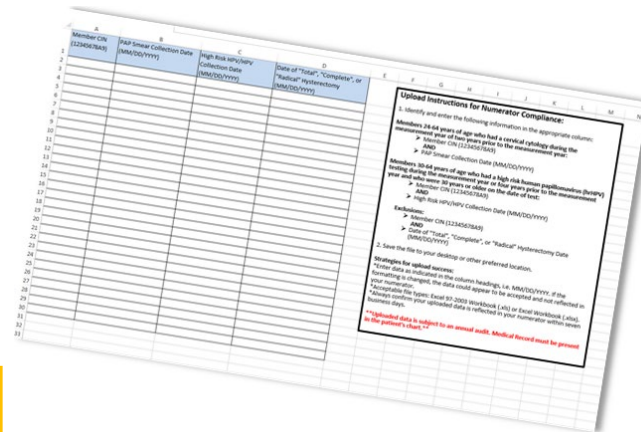 A B C D E F G H I J K L M N
Member CIN
(12345678A9)
PAP Smear Collection Date
(MM/DD/YYYY)
High Risk HPV/HPV
Collection Date
(MM/DD/YYYY)
Date of "Total", "Complete", or
"Radical" Hysterectomy
(MM/DD/YYYY)
1
2
3
4
5
6
7
8
9
10
11
12
13
14
15
16
17
18
19
20
21
22
23
24
25
26
27
28
29
30
31
32
33
Upload Instructions for Numerator Compliance:
1. Identify and enter the following information in the appropriate column:
Members 24-64 years of age who had a cervical cytology during the
measurement year of two years prior to the measurement year:
➢ Member CIN (12345678A9)
AND
➢ PAP Smear Collection Date (MM/DD/YYYY)
Members 30-64 years of age who had a high risk human papillomavirus (hrHPV)
testing during the measurement year or four years prior to the measurement
year and who were 30 years or older on the date of test:
➢ Member CIN (12345678A9)
AND
➢ High Risk HPV/HPV Collection Date (MM/DD/YYYY)
Exclusions:
➢ Member CIN (12345678A9)
AND
➢ Date of "Total", "Complete", or "Radical" Hysterectomy Date
(MM/DD/YYYY)
2. Save the file to your desktop or other preferred location.
Strategies for upload success:
*Enter data as indicated in the column headings, i.e. MM/DD/YYYY. If the
formatting is changed, the data could appear to be accepted and not reflected in
your numerator.
*Acceptable file types: Excel 97-2003 Workbook (.xls) or Excel Workbook (.xlsx).
*Always confirm your uploaded data is reflected in your numerator within seven
business days.
**Uploaded data is subject to an annual audit. Medical Record must be present
in the patient's chart.**